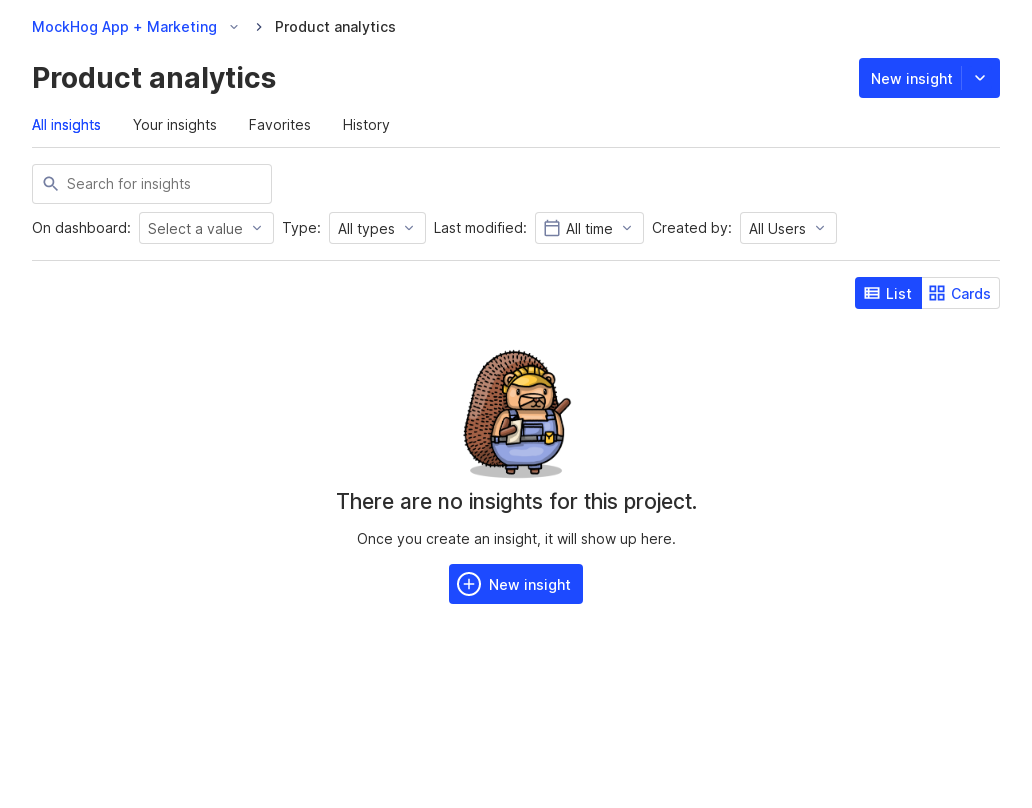 MockHog App + Marketing Product analytics
Product analytics
New insight
All insights Your insights Favorites History
Search for insights
On dashboard: Select a value Type: All types Last modified: All time Created by: All Users
List Cards
There are no insights for this project.
Once you create an insight, it will show up here.
New insight